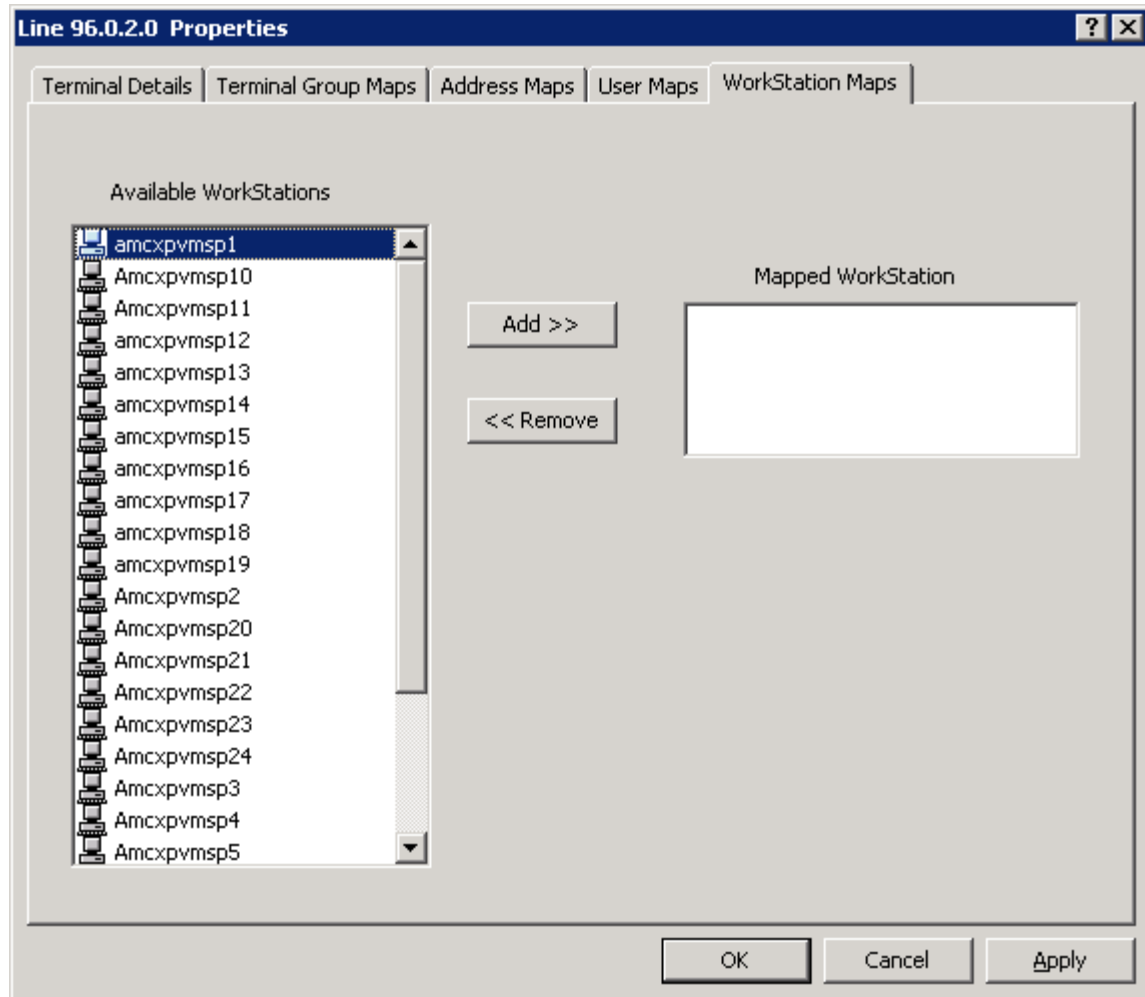 Line 96.0.2.0 Properties
Terminal Details
Terminal Group Maps
Address Maps
User Maps
WorkStation Maps
Available WorkStations
amcxpvmsp1
Amcxpvmsp10
Amcxpvmsp11
amcxpvmsp12
amcxpvmsp13
amcxpvmsp14
amcxpvmsp15
amcxpvmsp16
amcxpvmsp17
amcxpvmsp18
amcxpvmsp19
Amcxpvmsp2
Amcxpvmsp20
Amcxpvmsp21
Amcxpvmsp22
Amcxpvmsp23
Amcxpvmsp24
Amcxpvmsp3
Amcxpvmsp4
Amcxpvmsp5
Add >>
<< Remove
Mapped WorkStation
OK
Cancel
Apply